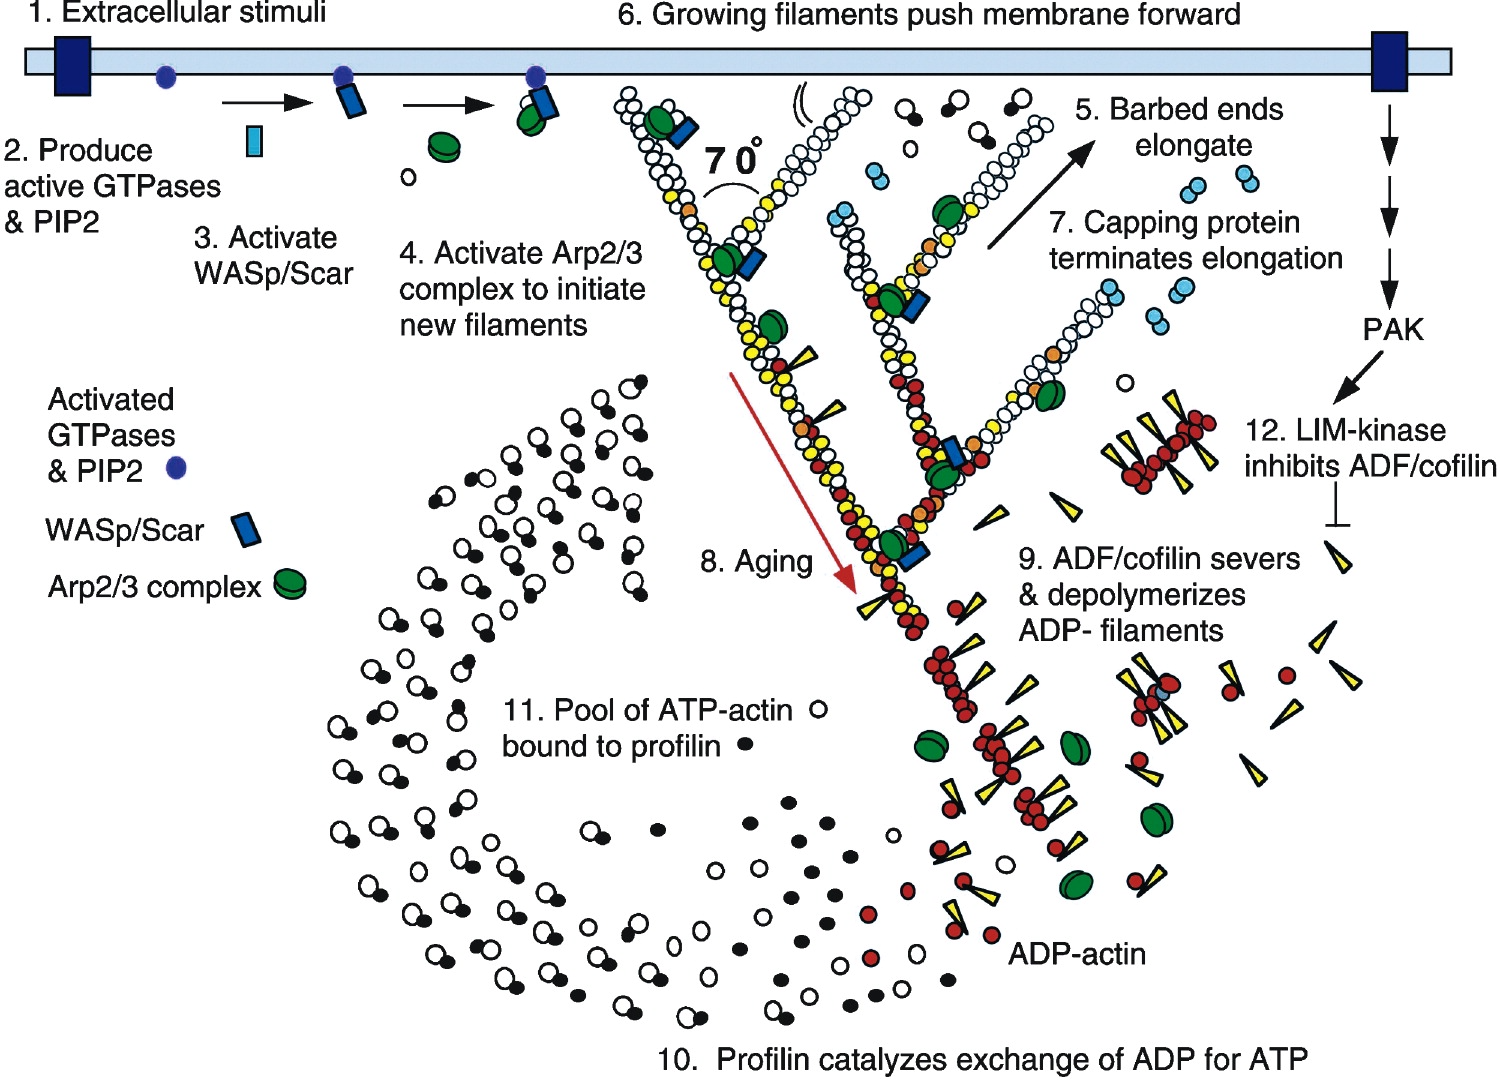 1. Extracellular stimuli
6. Growing filaments push membrane forward
2. Produce
active GTPases
& PIP2
3. Activate
WASp/Scar
4. Activate Arp2/3
complex to initiate
new filaments
70°
5. Barbed ends
elongate
7. Capping protein
terminates elongation
PAK
12. LIM-kinase
inhibits ADF/cofilin
Activated
GTPases
& PIP2
WASp/Scar
Arp2/3 complex
8. Aging
9. ADF/cofilin severs
& depolymerizes
ADP- filaments
11. Pool of ATP-actin
bound to profilin
ADP-actin
10. Profilin catalyzes exchange of ADP for ATP